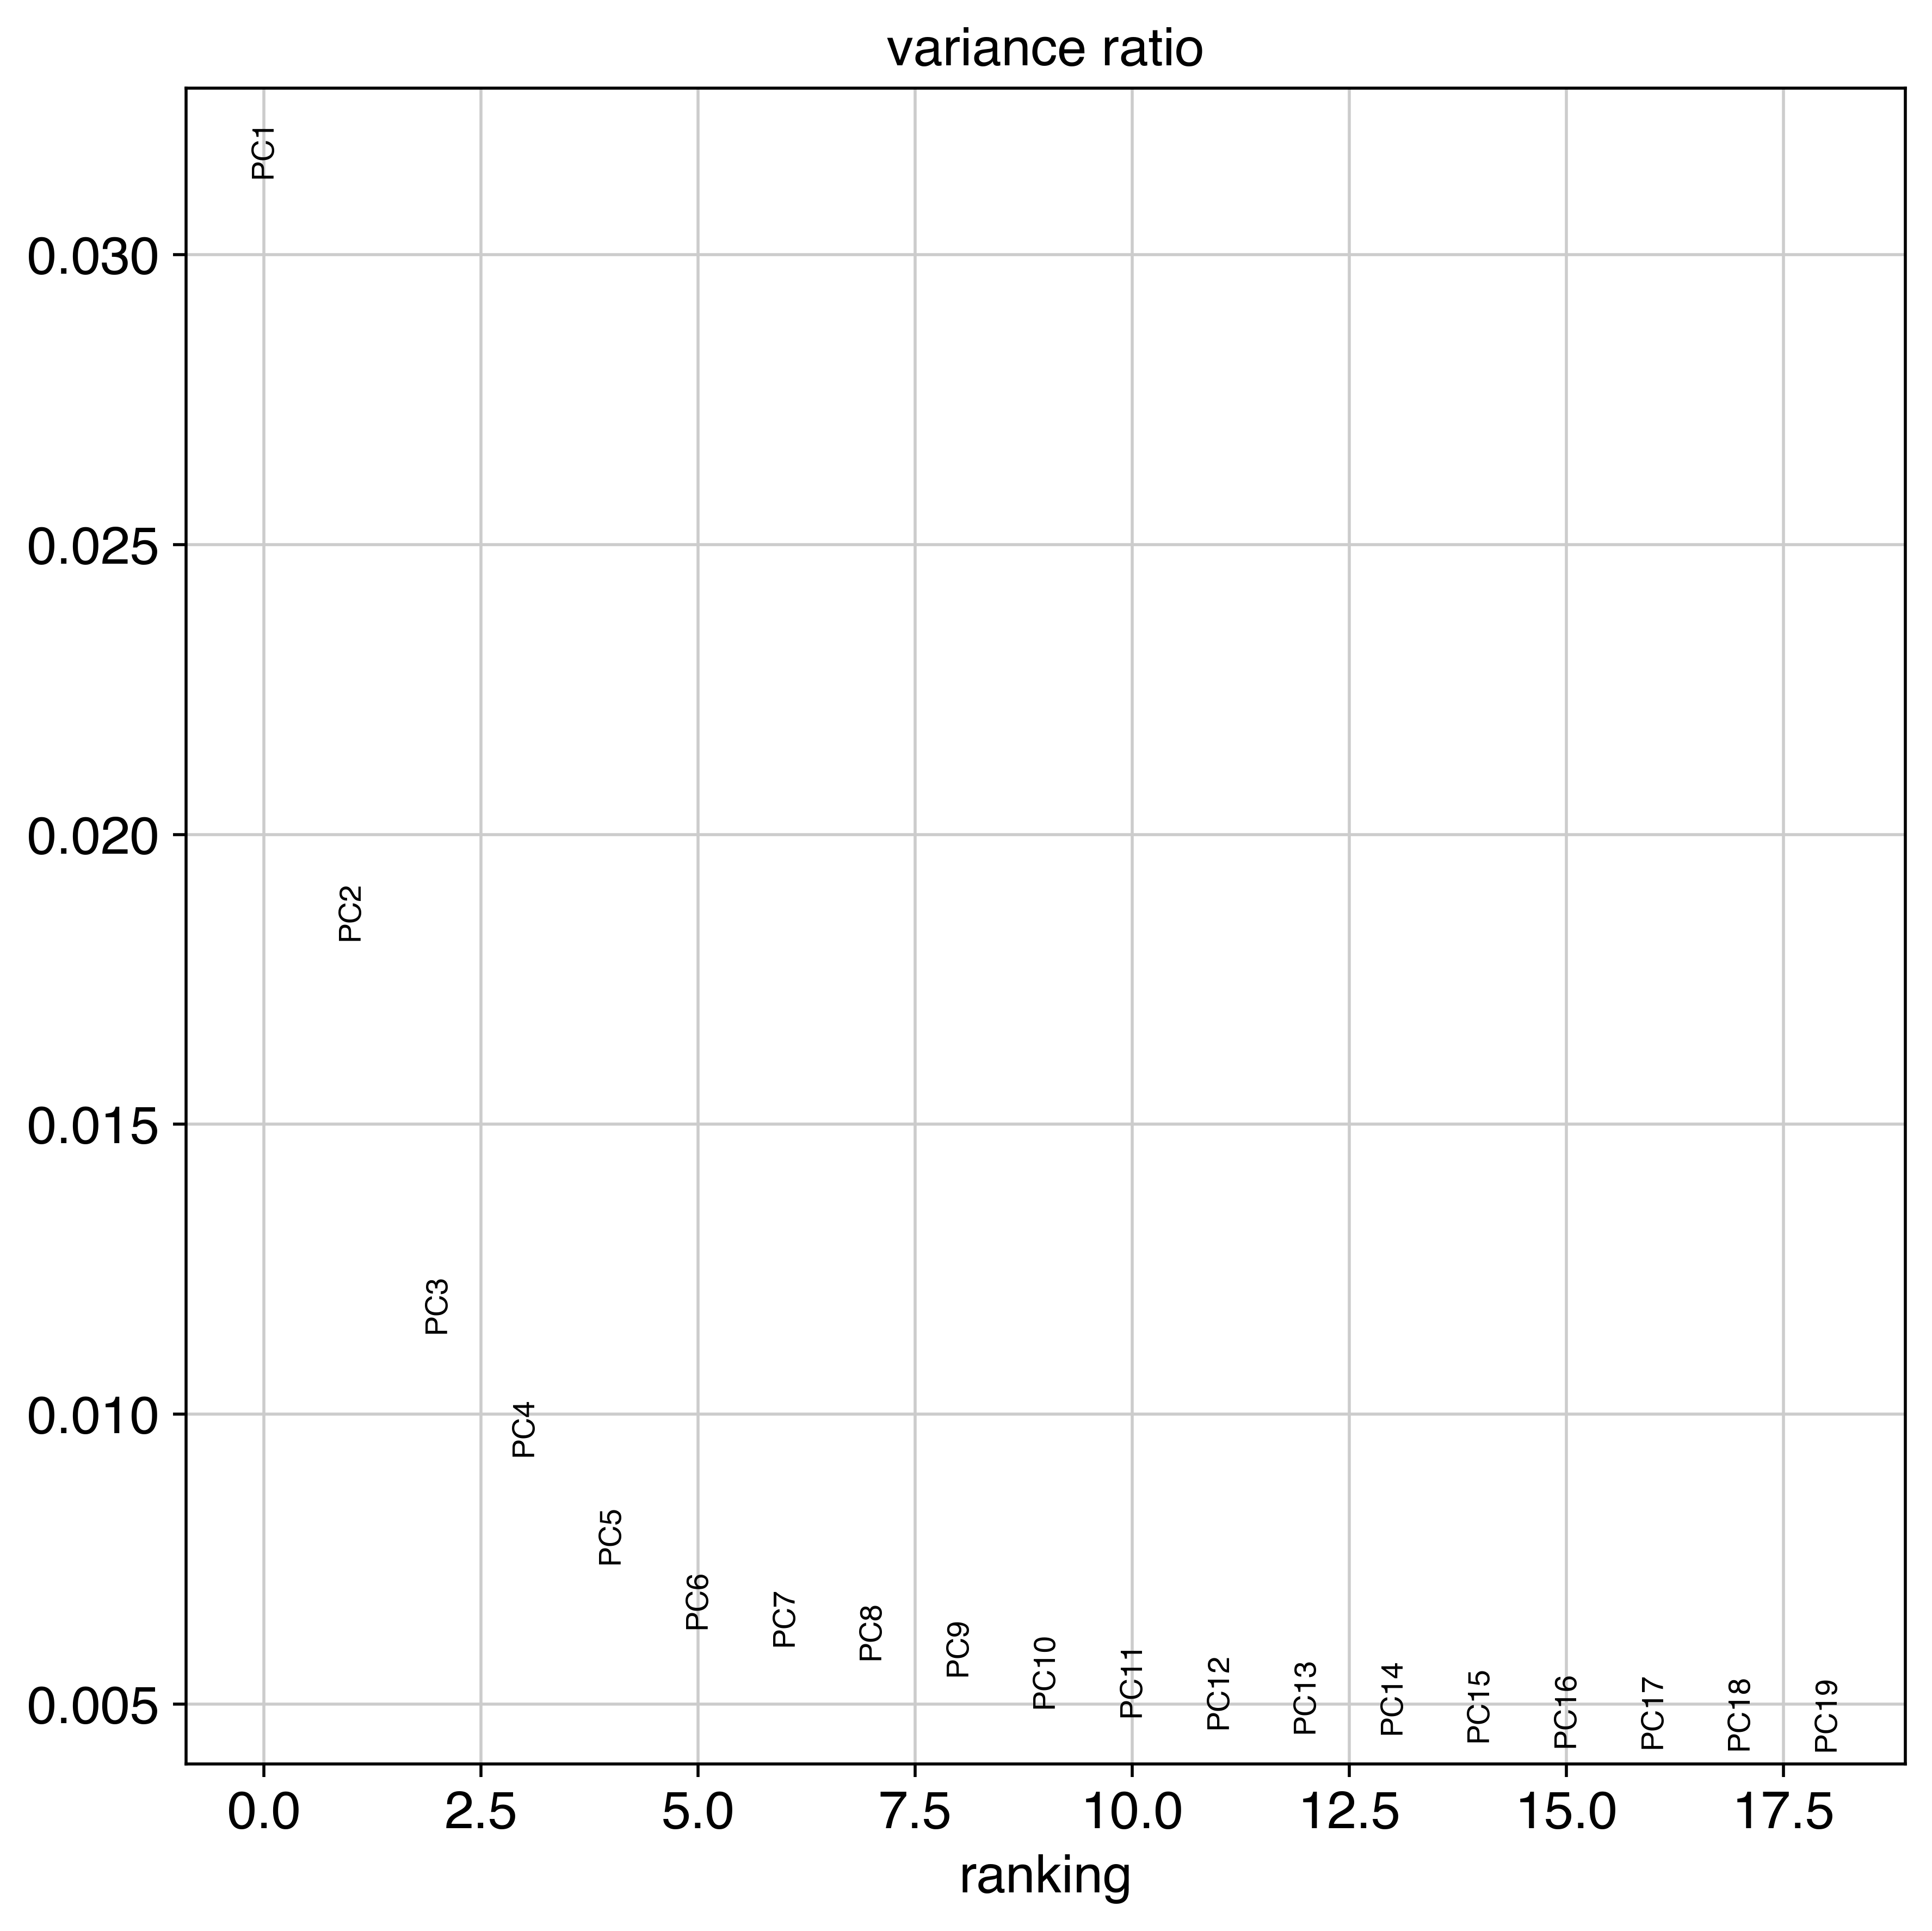 variance ratio
PC1
0.030
0.025
0.020
PC2
0.015
PC3
0.010
PC4
PC5
PC6
PC7
PC8
PC9
PC10
PC11
PC12
PC13
PC14
PC15
PC16
PC17
PC18
PC19
0.005
0.0 2.5 5.0 7.5 10.0 12.5 15.0 17.5
ranking